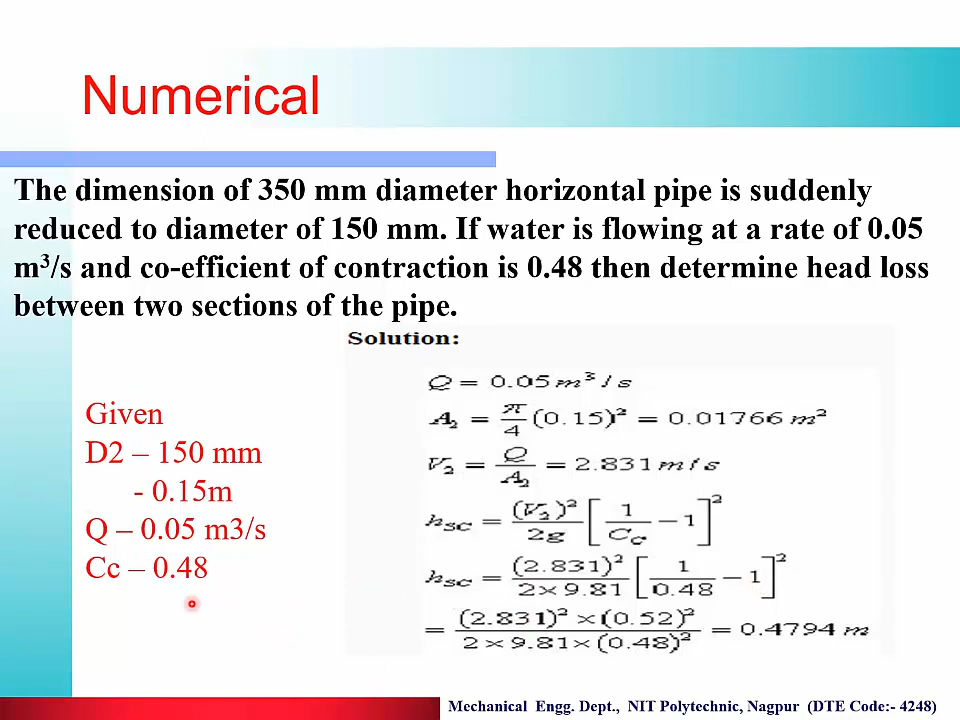 Numerical
The dimension of 350 mm diameter horizontal pipe is suddenly
reduced to diameter of 150 mm. If water is flowing at a rate of 0.05
m³/s and co-efficient of contraction is 0.48 then determine head loss
between two sections of the pipe.
Solution:
Given
D2 – 150 mm
- 0.15m
Q – 0.05 m3/s
Cc – 0.48
Q = 0.05 m³ / s
A₂ = π/4 (0.15)² = 0.01766 m²
V₂ = Q/A₂ = 2.831 m/s
h_SC = (V₂)²/2g [1/C_C − 1]²
h_SC = (2.831)²/2×9.81 [1/0.48 − 1]²
= (2.831)² × (0.52)²/2 × 9.81 × (0.48)² = 0.4794 m
Mechanical Engg. Dept., NIT Polytechnic, Nagpur (DTE Code:- 4248)